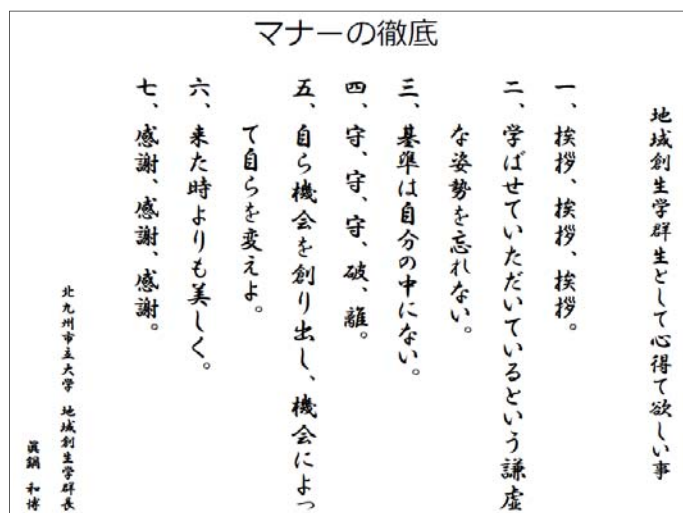 マナーの徹底
地域創生学群生として心得て欲しい事
一、挨拶、挨拶、挨拶。
二、学ばせていただいているという謙虚
な姿勢を忘れない。
三、基準は自分の中にない。
四、守、守、守、破、離。
五、自ら機会を創り出し、機会によっ
て自らを変えよ。
六、来た時よりも美しく。
七、感謝、感謝、感謝。
北九州市立大学 地域創生学群長
眞鍋 和博